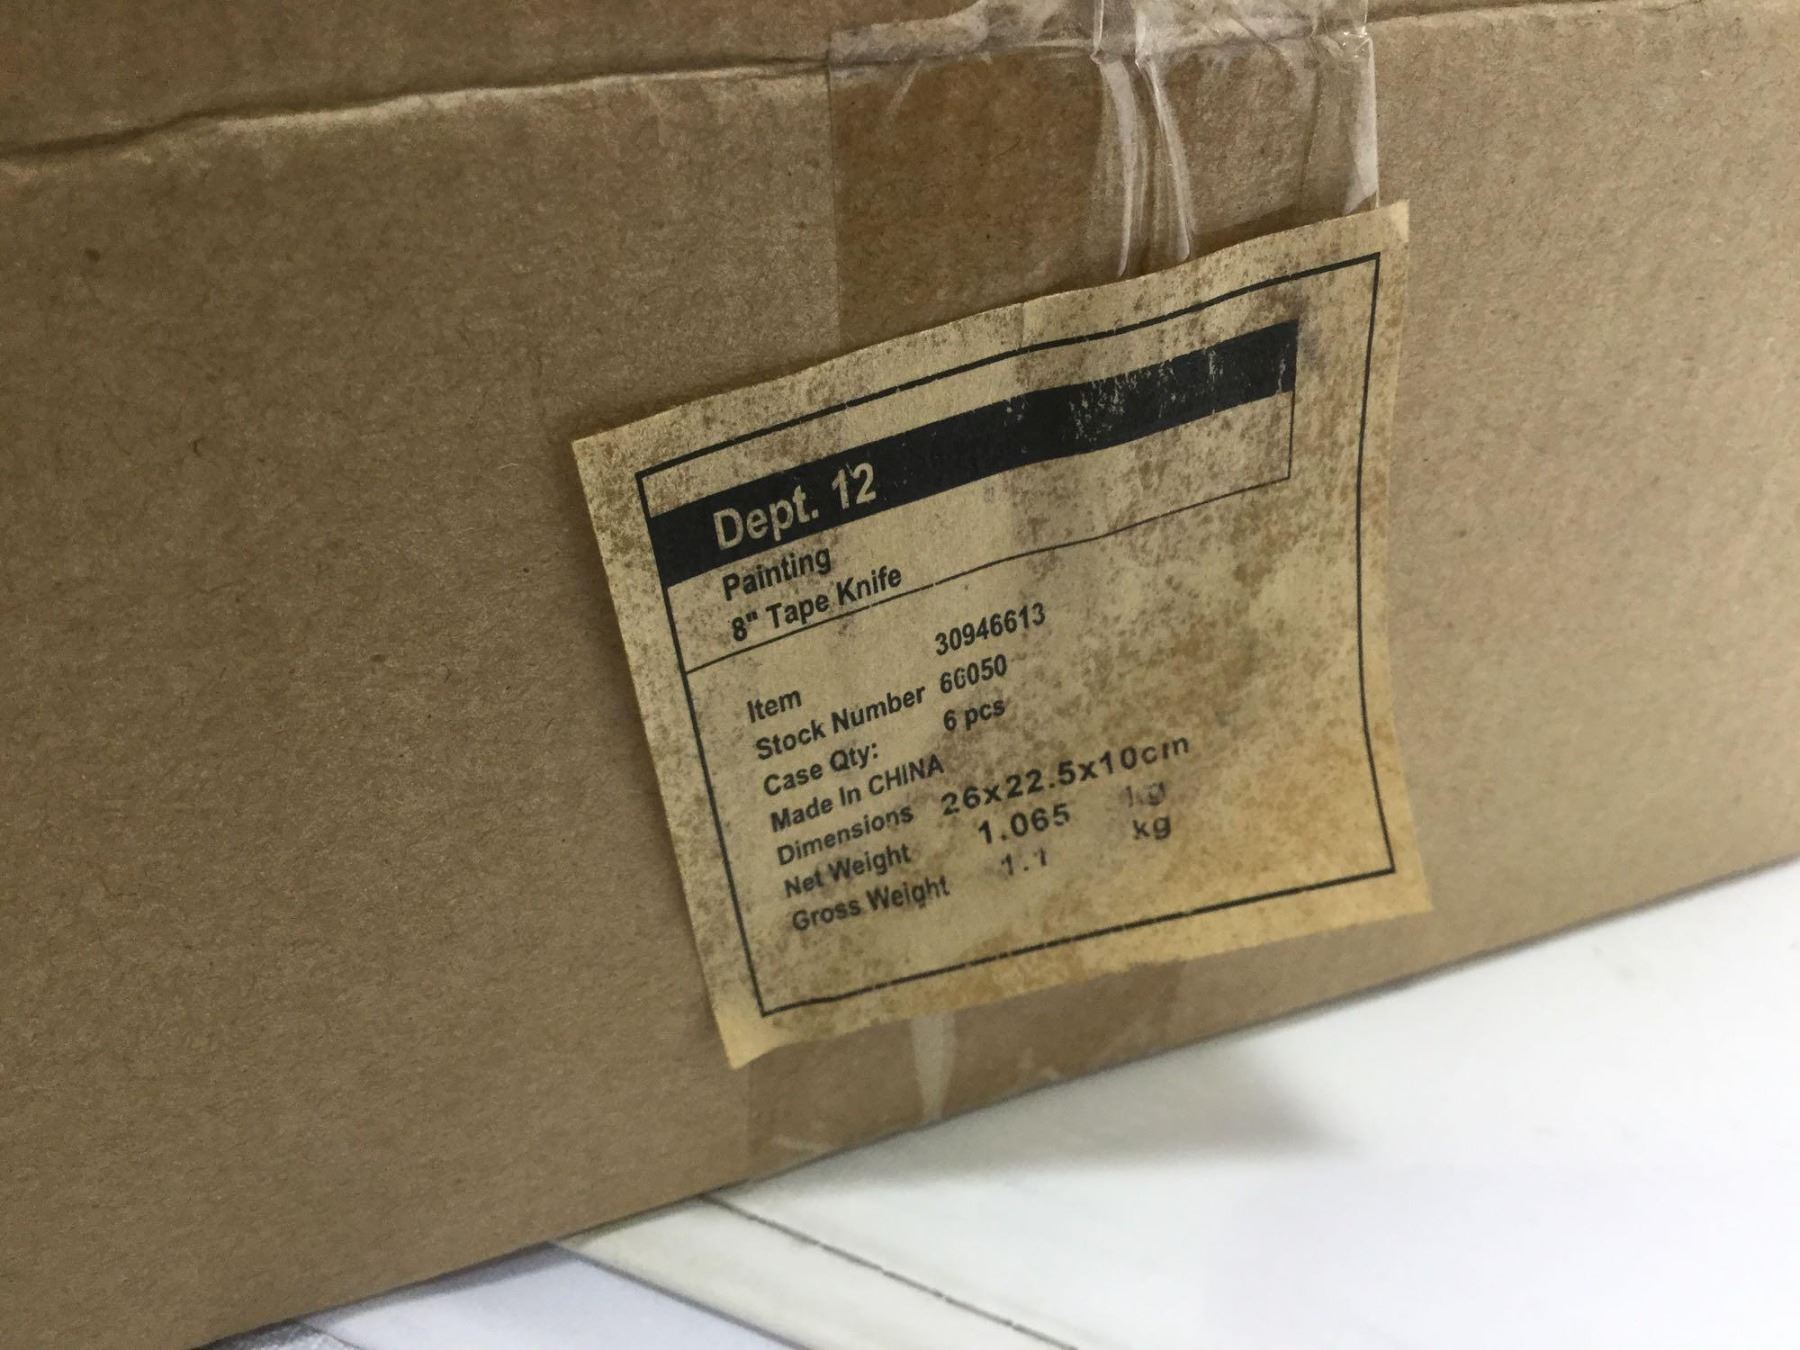 Dept. 12
Painting
8" Tape Knife
Item 30946613
Stock Number 66050
Case Qty: 6 pcs
Made In CHINA
Dimensions 26x22.5x10cm
Net Weight 1.065 kg
Gross Weight kg